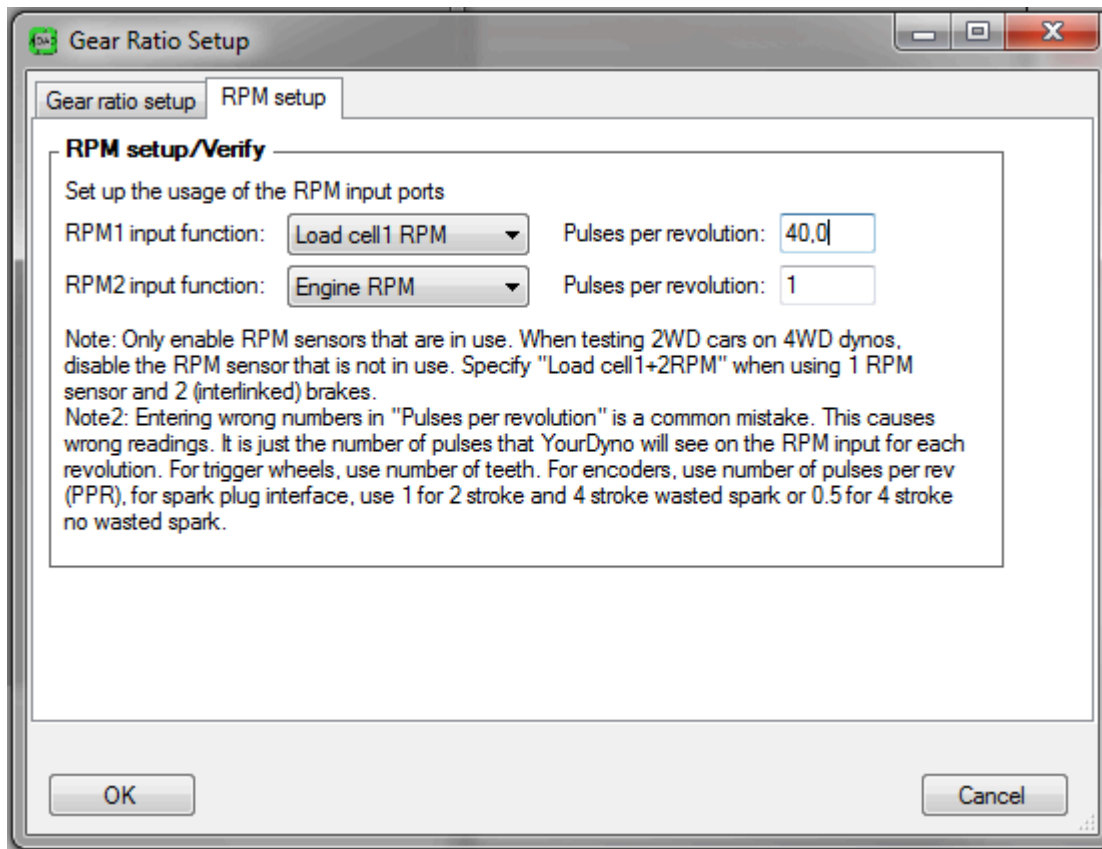 Gear Ratio Setup
Gear ratio setup
RPM setup
RPM setup/Verify
Set up the usage of the RPM input ports
RPM1 input function: Load cell1 RPM Pulses per revolution: 40,0
RPM2 input function: Engine RPM Pulses per revolution: 1
Note: Only enable RPM sensors that are in use. When testing 2WD cars on 4WD dynos,
disable the RPM sensor that is not in use. Specify "Load cell1+2RPM" when using 1 RPM
sensor and 2 (interlinked) brakes.
Note2: Entering wrong numbers in "Pulses per revolution" is a common mistake. This causes
wrong readings. It is just the number of pulses that YourDyno will see on the RPM input for each
revolution. For trigger wheels, use number of teeth. For encoders, use number of pulses per rev
(PPR), for spark plug interface, use 1 for 2 stroke and 4 stroke wasted spark or 0.5 for 4 stroke
no wasted spark.
OK
Cancel